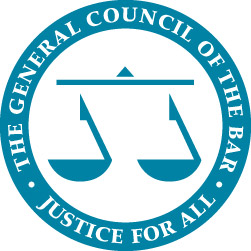 THE GENERAL COUNCIL OF THE BAR
JUSTICE FOR ALL